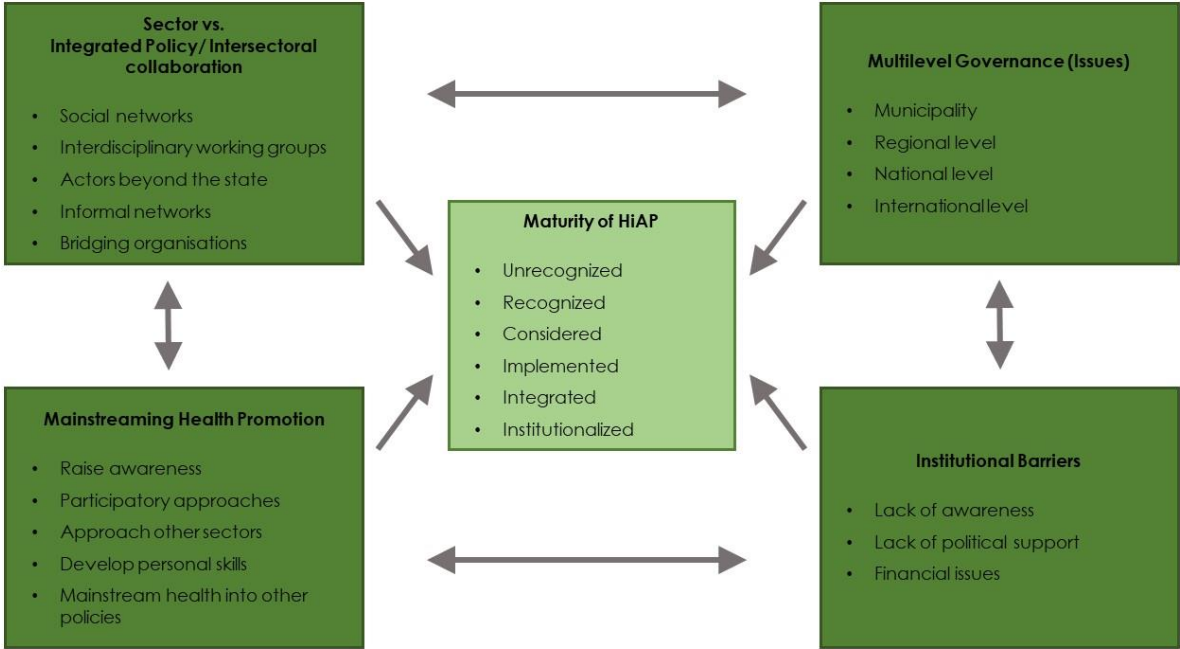 Sector vs.
Integrated Policy/ Intersectoral
collaboration
• Social networks
• Interdisciplinary working groups
• Actors beyond the state
• Informal networks
• Bridging organisations
Multilevel Governance (Issues)
• Municipality
• Regional level
• National level
• International level
Maturity of HiAP
• Unrecognized
• Recognized
• Considered
• Implemented
• Integrated
• Institutionalized
Mainstreaming Health Promotion
• Raise awareness
• Participatory approaches
• Approach other sectors
• Develop personal skills
• Mainstream health into other
policies
Institutional Barriers
• Lack of awareness
• Lack of political support
• Financial issues